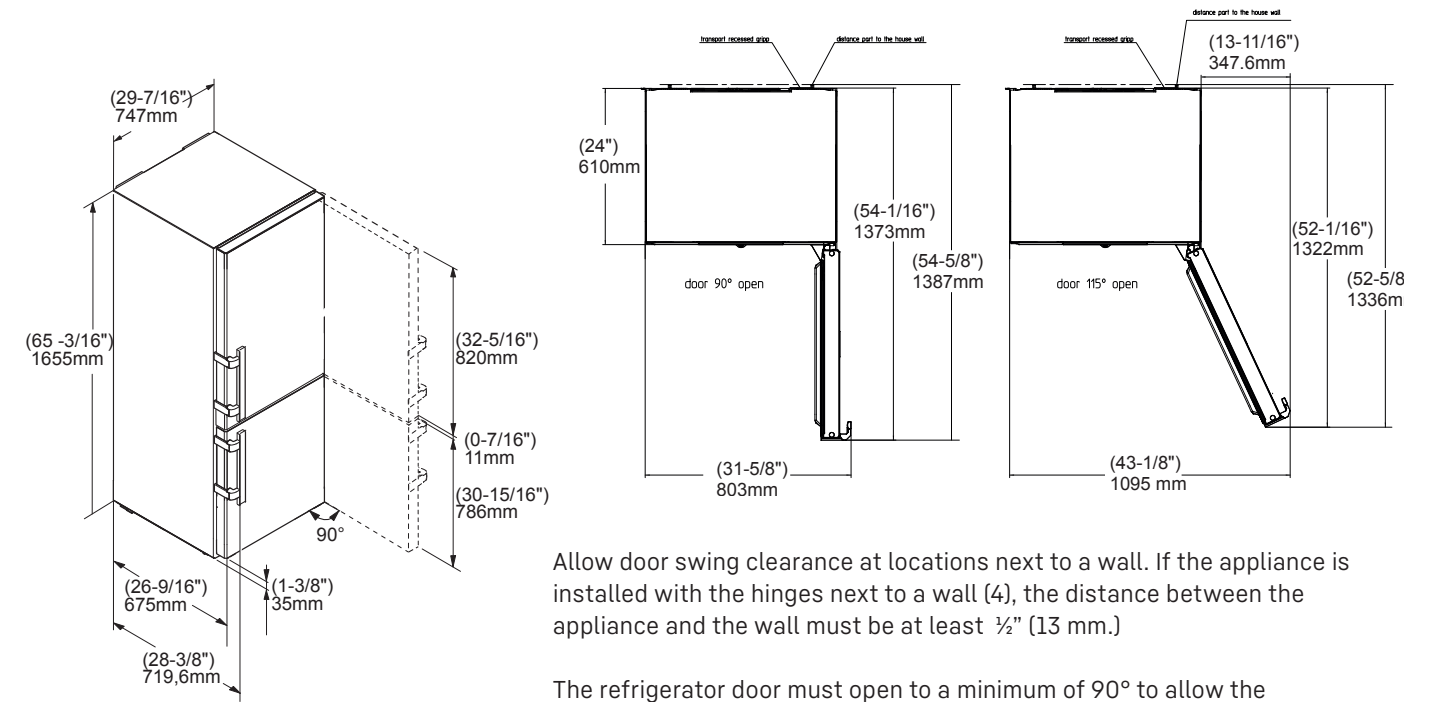 (29-7/16")
747mm
(65 -3/16")
1655mm
(32-5/16")
820mm
(0-7/16")
11mm
(30-15/16")
786mm
90°
(26-9/16")
675mm
(1-3/8")
35mm
(28-3/8")
719,6mm
transport recessed gripp
distance part to the house wall
(24")
610mm
(54-1/16")
1373mm
(54-5/8")
1387mm
door 90° open
(31-5/8")
803mm
distance part to the house wall
transport recessed gripp
(13-11/16")
347.6mm
(52-1/16")
1322mm
(52-5/8
1336m
door 115° open
(43-1/8")
1095 mm
Allow door swing clearance at locations next to a wall. If the appliance is
installed with the hinges next to a wall (4), the distance between the
appliance and the wall must be at least ½” (13 mm.)
The refrigerator door must open to a minimum of 90° to allow the